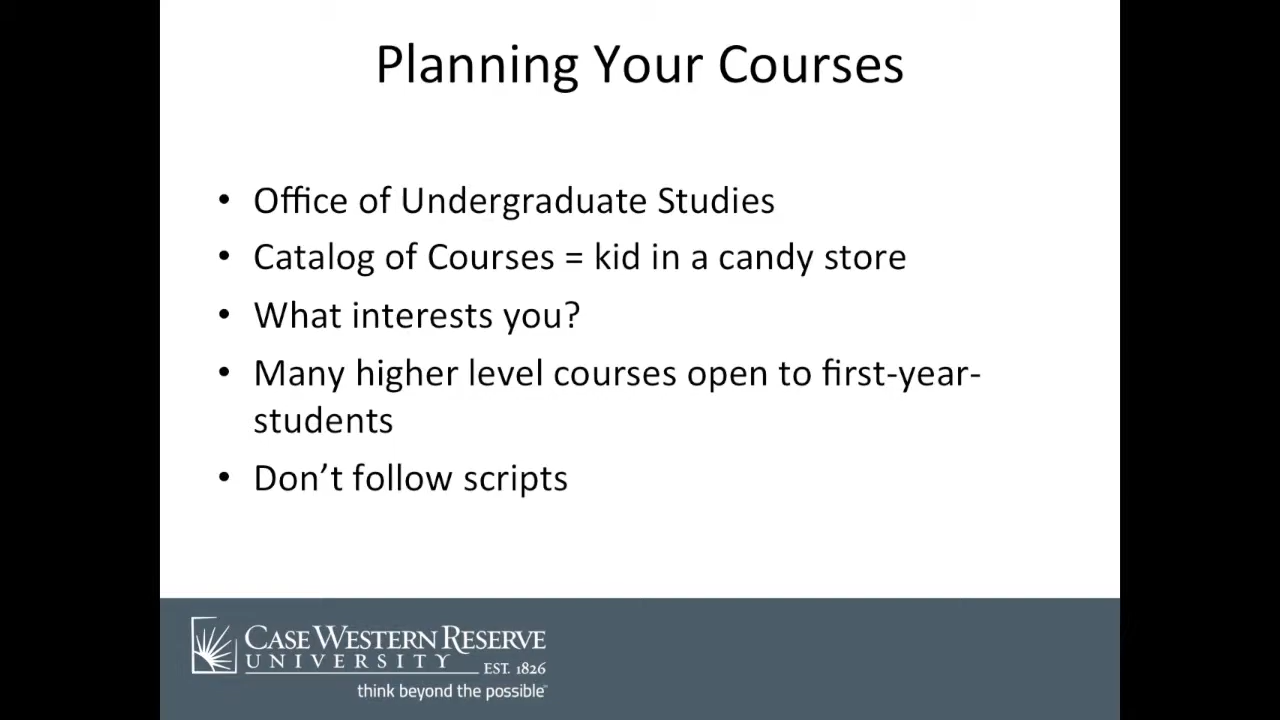 Planning Your Courses
• Office of Undergraduate Studies
• Catalog of Courses = kid in a candy store
• What interests you?
• Many higher level courses open to first-year-
students
• Don’t follow scripts
CASE WESTERN RESERVE
UNIVERSITY EST. 1826
think beyond the possible™